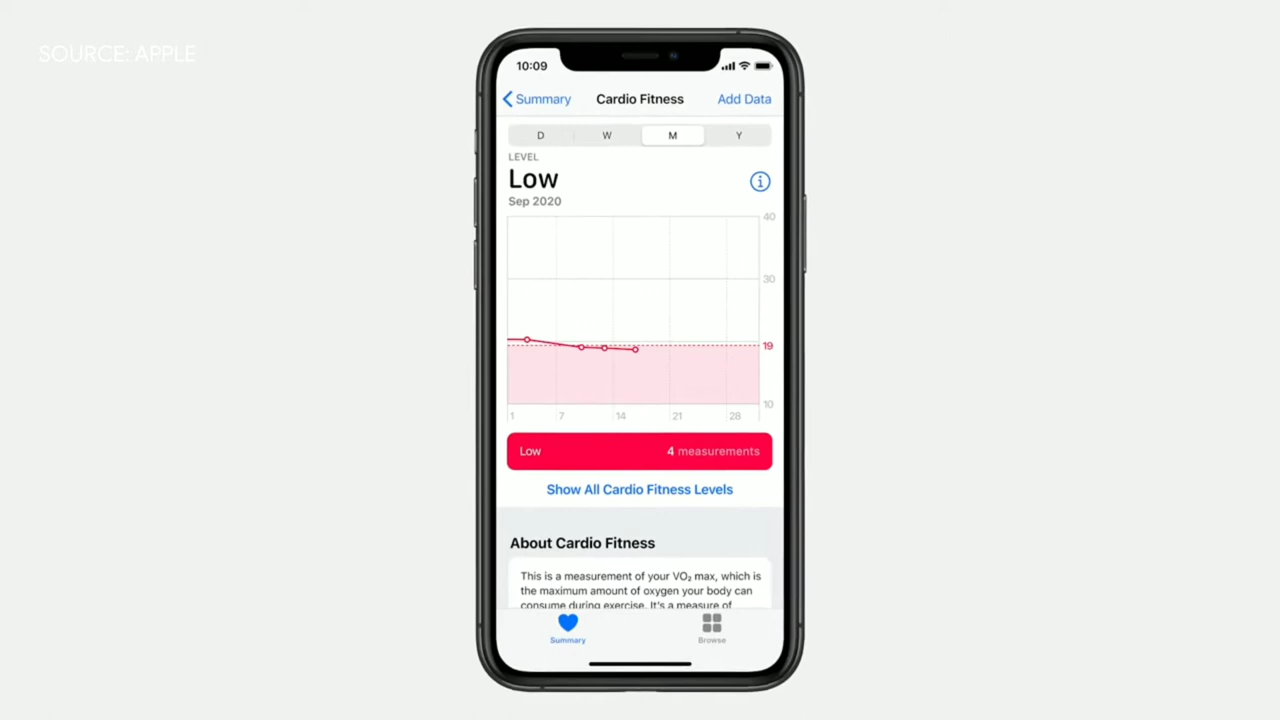 SOURCE: APPLE
10:09
Summary Cardio Fitness Add Data
D W M Y
LEVEL
Low
Sep 2020
40
30
19
10
1 7 14 21 28
Low 4 measurements
Show All Cardio Fitness Levels
About Cardio Fitness
This is a measurement of your VO₂ max, which is
the maximum amount of oxygen your body can
consume during exercise. It's a measure of
Summary Browse